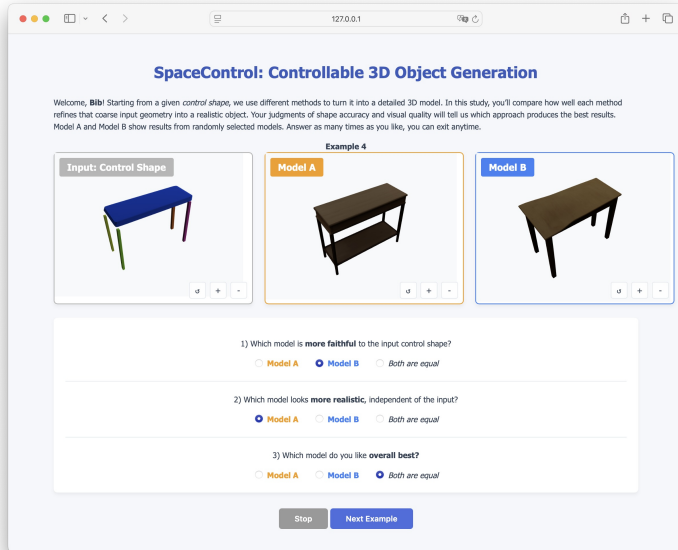 127.0.0.1
SpaceControl: Controllable 3D Object Generation
Welcome, Bib! Starting from a given control shape, we use different methods to turn it into a detailed 3D model. In this study, you'll compare how well each method
refines that coarse input geometry into a realistic object. Your judgments of shape accuracy and visual quality will tell us which approach produces the best results.
Model A and Model B show results from randomly selected models. Answer as many times as you like, you can exit anytime.
Example 4
Input: Control Shape
Model A
Model B
↺ + -
↺ + -
↺ + -
1) Which model is more faithful to the input control shape?
Model A Model B Both are equal
2) Which model looks more realistic, independent of the input?
Model A Model B Both are equal
3) Which model do you like overall best?
Model A Model B Both are equal
Stop Next Example